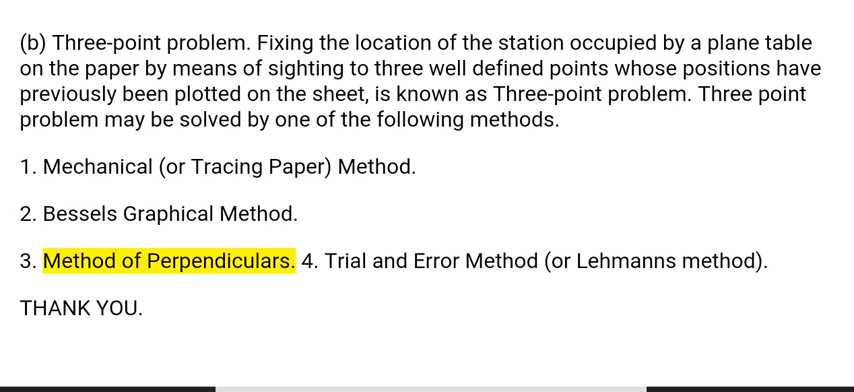 (b) Three-point problem. Fixing the location of the station occupied by a plane table
on the paper by means of sighting to three well defined points whose positions have
previously been plotted on the sheet, is known as Three-point problem. Three point
problem may be solved by one of the following methods.
1. Mechanical (or Tracing Paper) Method.
2. Bessels Graphical Method.
3. Method of Perpendiculars. 4. Trial and Error Method (or Lehmanns method).
THANK YOU.